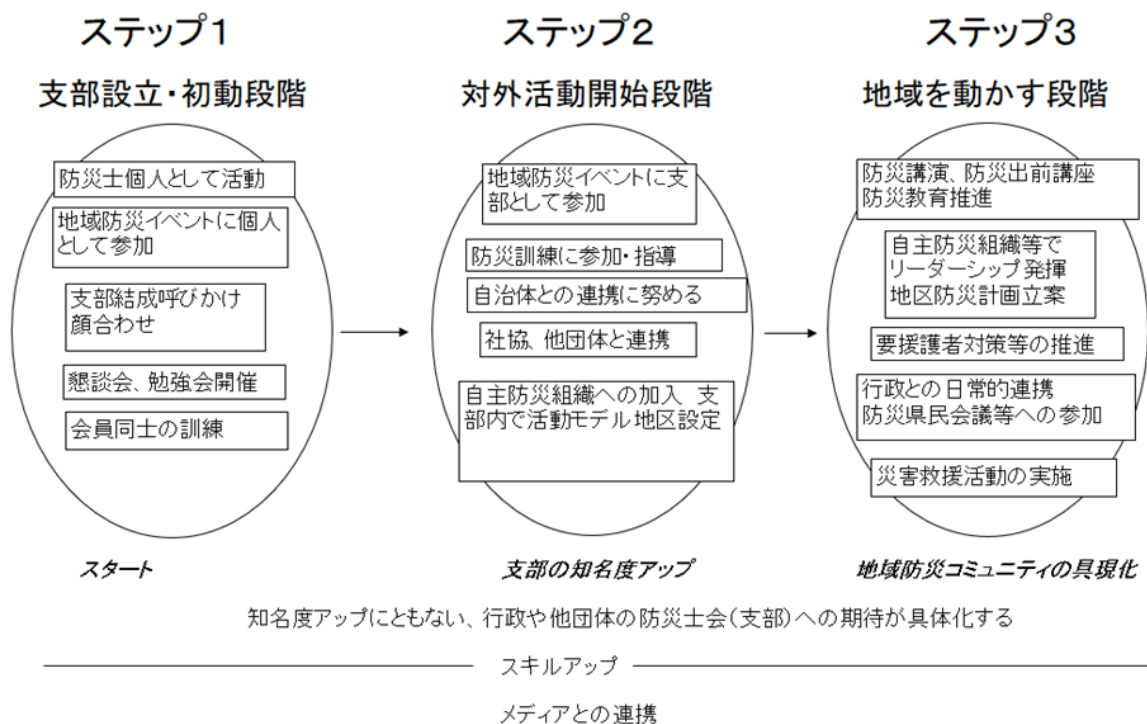 ステップ１
支部設立・初動段階
防災士個人として活動
地域防災イベントに個人
として参加
支部結成呼びかけ
顔合わせ
懇談会、勉強会開催
会員同士の訓練
スタート
ステップ２
対外活動開始段階
地域防災イベントに支
部として参加
防災訓練に参加・指導
自治体との連携に努める
社協、他団体と連携
自主防災組織への加入　支
部内で活動モデル地区設定
支部の知名度アップ
ステップ３
地域を動かす段階
防災講演、防災出前講座
防災教育推進
自主防災組織等で
リーダーシップ発揮
地区防災計画立案
要援護者対策等の推進
行政との日常的連携
防災県民会議等への参加
災害救援活動の実施
地域防災コミュニティの具現化
知名度アップにともない、行政や他団体の防災士会（支部）への期待が具体化する
スキルアップ
メディアとの連携